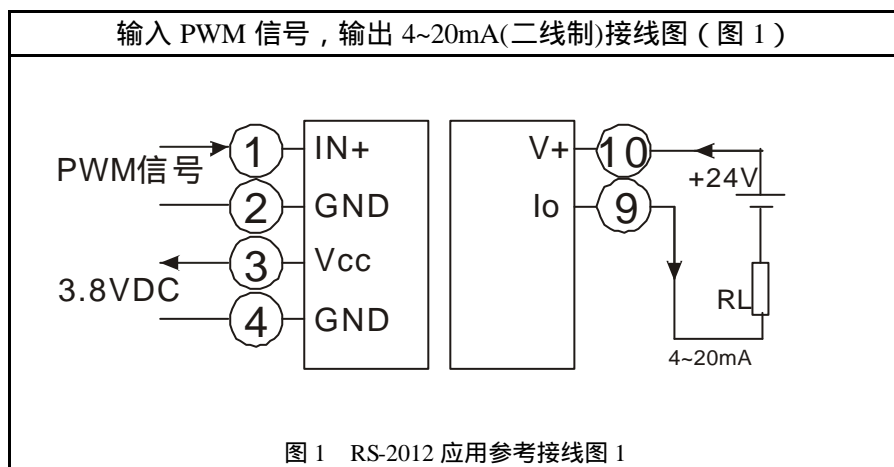 输入 PWM 信号，输出 4~20mA(二线制)接线图（图 1）
PWM信号
1
IN+
2
GND
3.8VDC
3
Vcc
4
GND
V+
10
+24V
Io
9
RL
4~20mA
图 1 RS-2012 应用参考接线图 1